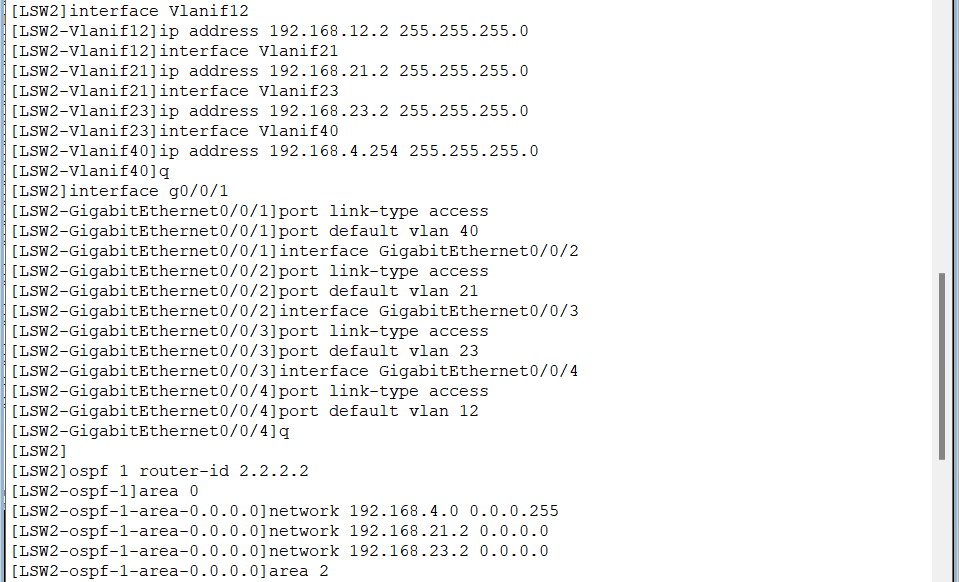 [LSW2]interface Vlanif12
[LSW2-Vlanif12]ip address 192.168.12.2 255.255.255.0
[LSW2-Vlanif12]interface Vlanif21
[LSW2-Vlanif21]ip address 192.168.21.2 255.255.255.0
[LSW2-Vlanif21]interface Vlanif23
[LSW2-Vlanif23]ip address 192.168.23.2 255.255.255.0
[LSW2-Vlanif23]interface Vlanif40
[LSW2-Vlanif40]ip address 192.168.4.254 255.255.255.0
[LSW2-Vlanif40]q
[LSW2]interface g0/0/1
[LSW2-GigabitEthernet0/0/1]port link-type access
[LSW2-GigabitEthernet0/0/1]port default vlan 40
[LSW2-GigabitEthernet0/0/1]interface GigabitEthernet0/0/2
[LSW2-GigabitEthernet0/0/2]port link-type access
[LSW2-GigabitEthernet0/0/2]port default vlan 21
[LSW2-GigabitEthernet0/0/2]interface GigabitEthernet0/0/3
[LSW2-GigabitEthernet0/0/3]port link-type access
[LSW2-GigabitEthernet0/0/3]port default vlan 23
[LSW2-GigabitEthernet0/0/3]interface GigabitEthernet0/0/4
[LSW2-GigabitEthernet0/0/4]port link-type access
[LSW2-GigabitEthernet0/0/4]port default vlan 12
[LSW2-GigabitEthernet0/0/4]q
[LSW2]
[LSW2]ospf 1 router-id 2.2.2.2
[LSW2-ospf-1]area 0
[LSW2-ospf-1-area-0.0.0.0]network 192.168.4.0 0.0.0.255
[LSW2-ospf-1-area-0.0.0.0]network 192.168.21.2 0.0.0.0
[LSW2-ospf-1-area-0.0.0.0]network 192.168.23.2 0.0.0.0
[LSW2-ospf-1-area-0.0.0.0]area 2